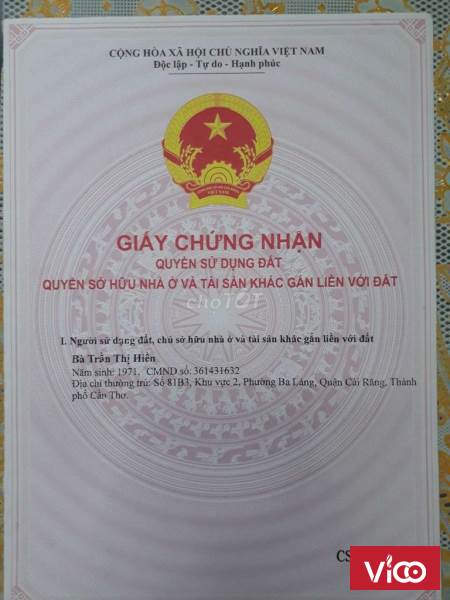 CỘNG HÒA XÃ HỘI CHỦ NGHĨA VIỆT NAM
Độc lập - Tự do - Hạnh phúc
GIẤY CHỨNG NHẬN
QUYỀN SỬ DỤNG ĐẤT
QUYỀN SỞ HỮU NHÀ Ở VÀ TÀI SẢN KHÁC GẮN LIỀN VỚI ĐẤT
choTỐT
I. Người sử dụng đất, chủ sở hữu nhà ở và tài sản khác gắn liền với đất
Bà Trần Thị Hiền
Năm sinh: 1971, CMND số: 361431632
Địa chỉ thường trú: Số 81B3, Khu vực 2, Phường Ba Láng, Quận Cái Răng, Thành
phố Cần Thơ.
CS
vico